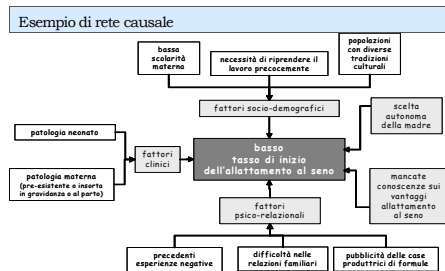 Esempio di rete causale
bassa
scolarità
materna
necessità di riprendere il
lavoro precocemente
popolazioni
con diverse
tradizioni
culturali
fattori socio-demografici
scelta
autonoma
della madre
patologia neonato
fattori
clinici
basso
tasso di inizio
dell'allattamento al seno
patologia materna
(pre-esistente o insorta
in gravidanza o al parto)
mancate
conoscenze sui
vantaggi
allattamento
al seno
fattori
psico-relazionali
precedenti
esperienze negative
difficoltà nelle
relazioni familiari
pubblicità delle case
produttrici di formule